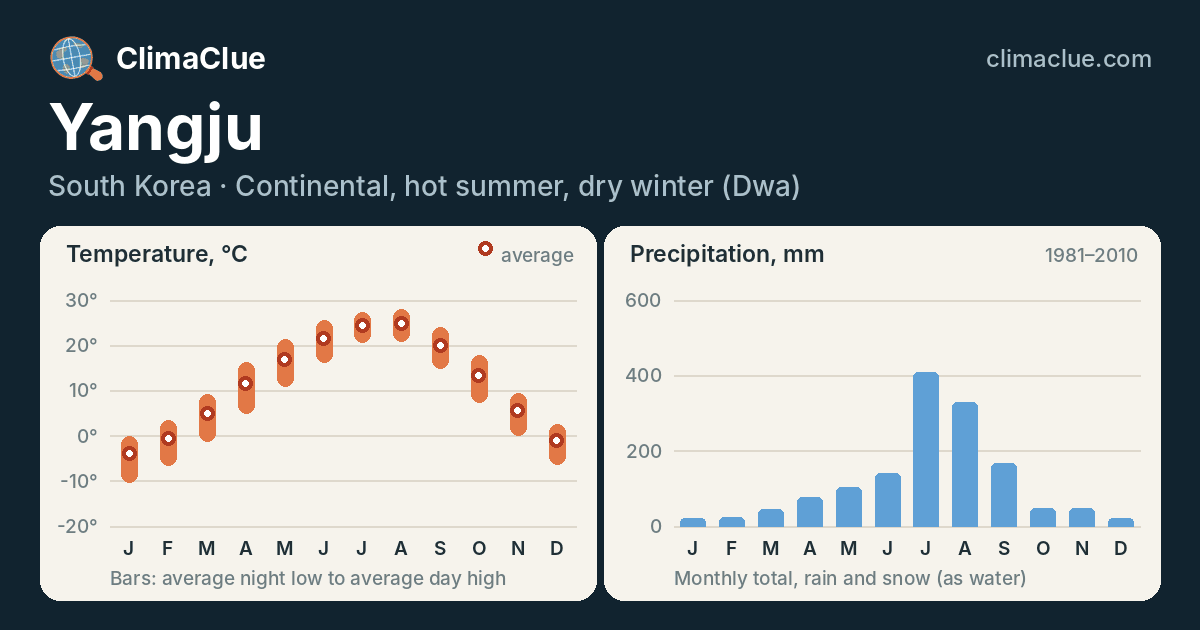 ClimaClue
climaclue.com
Yangju
South Korea · Continental, hot summer, dry winter (Dwa)
Temperature, °C
average
30°
20°
10°
0°
-10°
-20°
J F M A M J J A S O N D
Bars: average night low to average day high
Precipitation, mm
1981–2010
600
400
200
0
J F M A M J J A S O N D
Monthly total, rain and snow (as water)